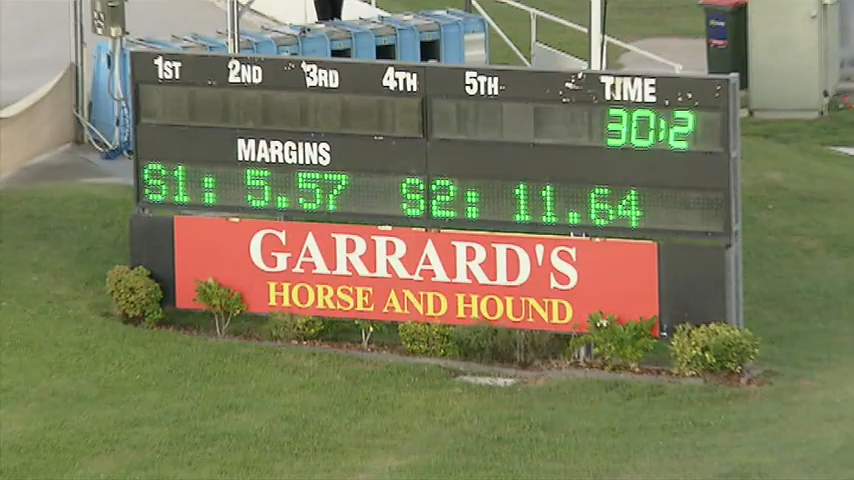 1ST 2ND 3RD 4TH 5TH TIME
30:2
MARGINS
S1: 5.57 S2: 11.64
GARRARD'S
HORSE AND HOUND